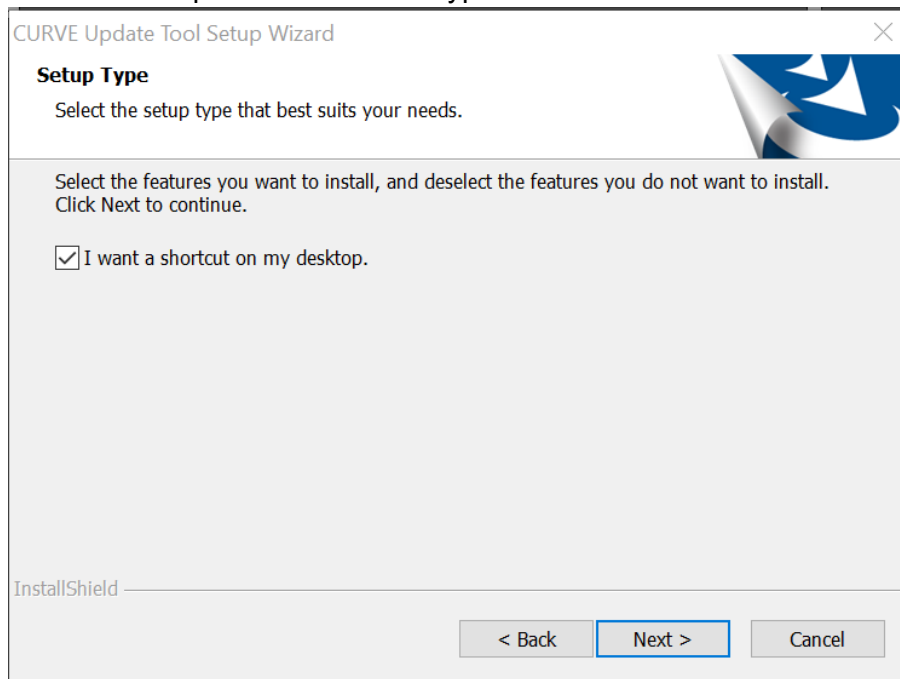 CURVE Update Tool Setup Wizard
Setup Type
Select the setup type that best suits your needs.
Select the features you want to install, and deselect the features you do not want to install.
Click Next to continue.
I want a shortcut on my desktop.
InstallShield
< Back Next > Cancel